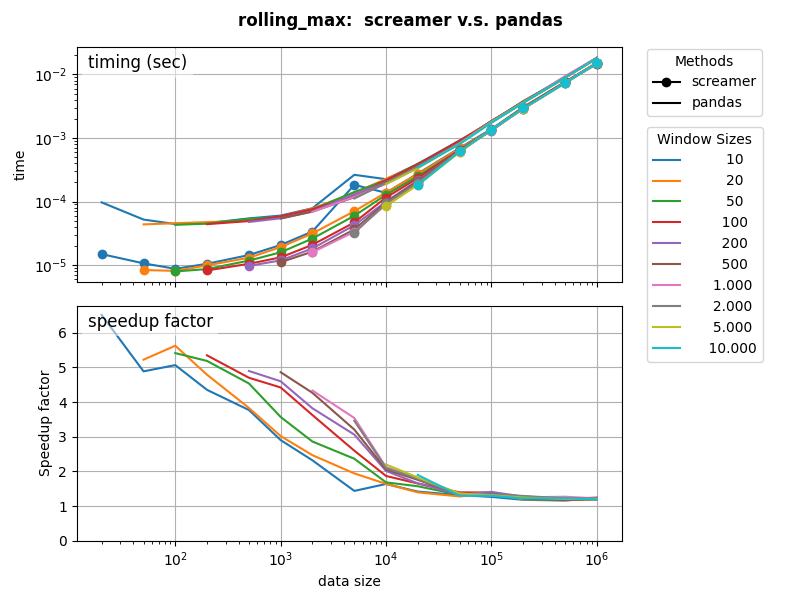 rolling_max:  screamer v.s. pandas
timing (sec)
time
10⁻²
10⁻³
10⁻⁴
10⁻⁵
Methods
screamer
pandas
Window Sizes
10
20
50
100
200
500
1.000
2.000
5.000
10.000
speedup factor
Speedup factor
6
5
4
3
2
1
0
10² 10³ 10⁴ 10⁵ 10⁶
data size